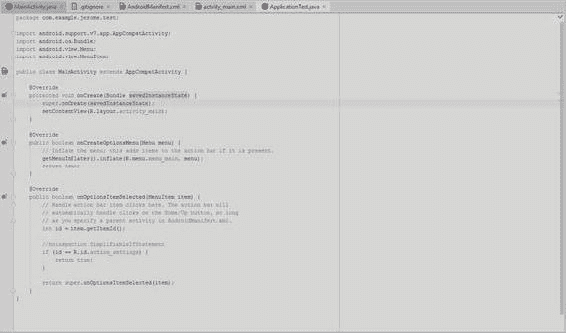 MainActivity.java × .gitignore × AndroidManifest.xml × activity_main.xml × ApplicationTest.java ×
package com.example.jerome.test;
import android.support.v7.app.AppCompatActivity;
import android.os.Bundle;
import android.view.Menu;
import android.view.MenuItem;
public class MainActivity extends AppCompatActivity {
@Override
protected void onCreate(Bundle savedInstanceState) {
super.onCreate(savedInstanceState);
setContentView(R.layout.activity_main);
}
@Override
public boolean onCreateOptionsMenu(Menu menu) {
// Inflate the menu; this adds items to the action bar if it is present.
getMenuInflater().inflate(R.menu.menu_main, menu);
return true;
@Override
public boolean onOptionsItemSelected(MenuItem item) {
// Handle action bar item clicks here. The action bar will
// automatically handle clicks on the Home/Up button, so long
// as you specify a parent activity in AndroidManifest.xml.
int id = item.getItemId();
//noinspection SimplifiableIfStatement
if (id == R.id.action_settings) {
return true;
}
return super.onOptionsItemSelected(item);
}
}